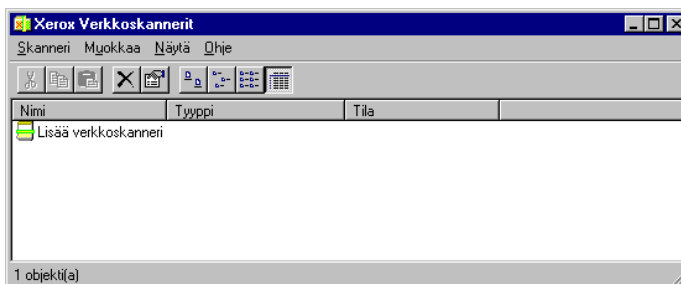 Xerox Verkkoskannerit
Skanneri Muokkaa Näytä Ohje
Nimi Tyyppi Tila
Lisää verkkoskanneri
1 objekti(a)